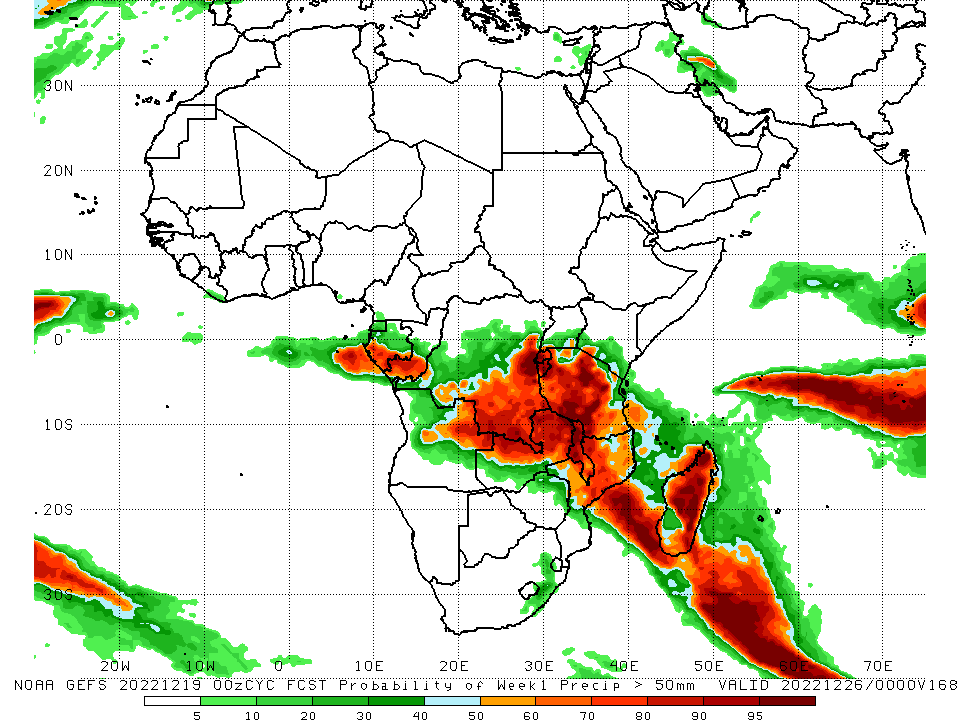 30N
20N
10N
0
10S
20S
30S
20W 10W 0 10E 20E 30E 40E 50E 60E 70E
NOAA GEFS 20221219 00zCYC FCST Probability of Week1 Precip > 50mm VALID 20221226/0000V168
5 10 20 30 40 50 60 70 80 90 95